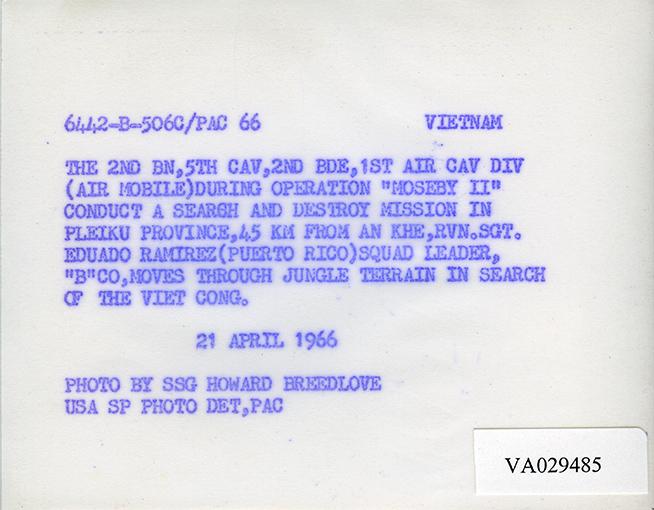 6442-B-506C/PAC 66 VIETNAM
THE 2ND BN,5TH CAV,2ND BDE,1ST AIR CAV DIV
(AIR MOBILE)DURING OPERATION "MOSEBY II"
CONDUCT A SEARCH AND DESTROY MISSION IN
PLEIKU PROVINCE,45 KM FROM AN KHE,RVN.SGT.
EDUADO RAMIREZ(PUERTO RICO)SQUAD LEADER,
"B"CO,MOVES THROUGH JUNGLE TERRAIN IN SEARCH
OF THE VIET CONG.
21 APRIL 1966
PHOTO BY SSG HOWARD BREEDLOVE
USA SP PHOTO DET,PAC
VA029485